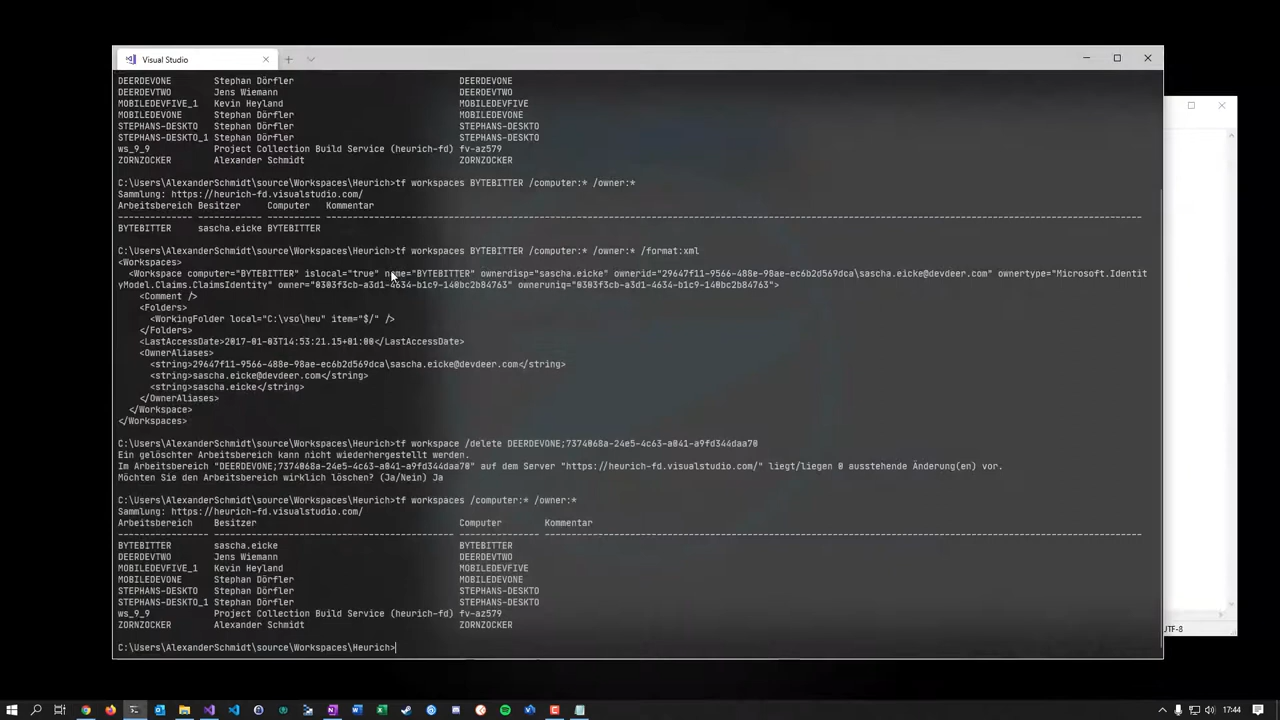 Visual Studio
DEERDEVONE Stephan Dörfler DEERDEVONE
DEERDEVTWO Jens Wiemann DEERDEVTWO
MOBILEDEVFIVE_1 Kevin Heyland MOBILEDEVFIVE
MOBILEDEVONE Stephan Dörfler MOBILEDEVONE
STEPHANS-DESKTO Stephan Dörfler STEPHANS-DESKTO
STEPHANS-DESKTO_1 Stephan Dörfler STEPHANS-DESKTO
ws_9_9 Project Collection Build Service (heurich-fd) fv-az579
ZORNZOCKER Alexander Schmidt ZORNZOCKER
C:\Users\AlexanderSchmidt\source\Workspaces\Heurich>tf workspaces BYTEBITTER /computer:* /owner:*
Sammlung: https://heurich-fd.visualstudio.com/
Arbeitsbereich Besitzer Computer Kommentar
BYTEBITTER sascha.eicke BYTEBITTER
C:\Users\AlexanderSchmidt\source\Workspaces\Heurich>tf workspaces BYTEBITTER /computer:* /owner:* /format:xml
<Workspaces>
<Workspace computer="BYTEBITTER" islocal="true" name="BYTEBITTER" ownerdisp="sascha.eicke" ownerid="29647f11-9566-488e-98ae-ec6b2d569dca\sascha.eicke@devdeer.com" ownertype="Microsoft.Identit
yModel.Claims.ClaimsIdentity" owner="0303f3cb-a3d1-4634-b1c9-140bc2b84763" owneruniq="0303f3cb-a3d1-4634-b1c9-140bc2b84763">
<Comment />
<Folders>
<WorkingFolder local="C:\vso\heu" item="$/" />
</Folders>
<LastAccessDate>2017-01-03T14:53:21.15+01:00</LastAccessDate>
<OwnerAliases>
<string>29647f11-9566-488e-98ae-ec6b2d569dca\sascha.eicke@devdeer.com</string>
<string>sascha.eicke@devdeer.com</string>
<string>sascha.eicke</string>
</OwnerAliases>
</Workspace>
</Workspaces>
C:\Users\AlexanderSchmidt\source\Workspaces\Heurich>tf workspace /delete DEERDEVONE;7374068a-24e5-4c63-a041-a9fd344daa70
Ein gelöschter Arbeitsbereich kann nicht wiederhergestellt werden.
Im Arbeitsbereich "DEERDEVONE;7374068a-24e5-4c63-a041-a9fd344daa70" auf dem Server "https://heurich-fd.visualstudio.com/" liegt/liegen 0 ausstehende Änderung(en) vor.
Möchten Sie den Arbeitsbereich wirklich löschen? (Ja/Nein) Ja
C:\Users\AlexanderSchmidt\source\Workspaces\Heurich>tf workspaces /computer:* /owner:*
Sammlung: https://heurich-fd.visualstudio.com/
Arbeitsbereich Besitzer Computer Kommentar
BYTEBITTER sascha.eicke BYTEBITTER
DEERDEVTWO Jens Wiemann DEERDEVTWO
MOBILEDEVFIVE_1 Kevin Heyland MOBILEDEVFIVE
MOBILEDEVONE Stephan Dörfler MOBILEDEVONE
STEPHANS-DESKTO Stephan Dörfler STEPHANS-DESKTO
STEPHANS-DESKTO_1 Stephan Dörfler STEPHANS-DESKTO
ws_9_9 Project Collection Build Service (heurich-fd) fv-az579
ZORNZOCKER Alexander Schmidt ZORNZOCKER
UTF-8
C:\Users\AlexanderSchmidt\source\Workspaces\Heurich>
17:44